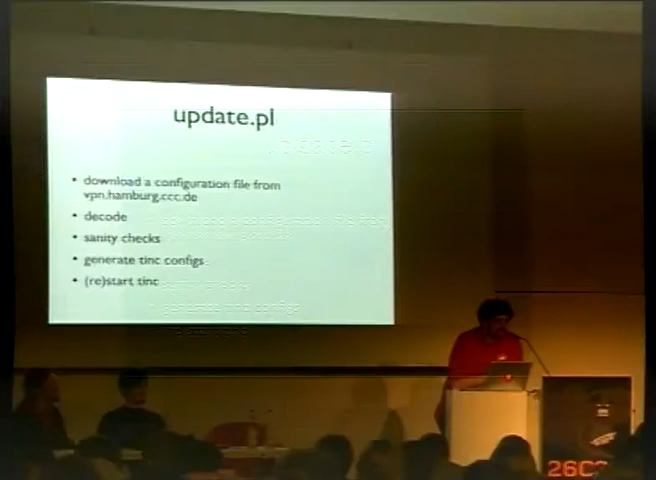 update.pl
• download a configuration file from
vpn.hamburg.ccc.de
• decode
• sanity checks
• generate tinc configs
• (re)start tinc
26C3